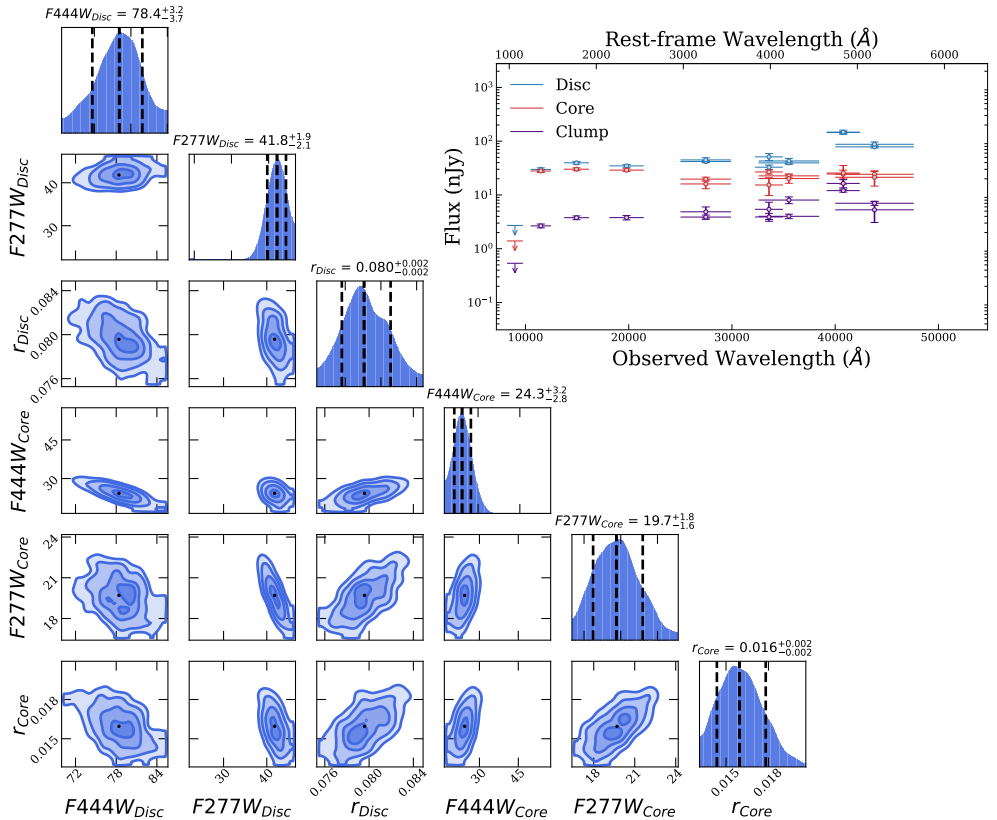 F444W_Disc = 78.4^{+3.2}_{−3.7}
Rest-frame Wavelength (Å)
1000 2000 3000 4000 5000 6000
Disc
Core
Clump
Flux (nJy)
10^3
10^2
10^1
10^0
10^{−1}
10000 20000 30000 40000 50000
Observed Wavelength (Å)
F277W_Disc = 41.8^{+1.9}_{−2.1}
F277W_Disc
40
30
r_Disc = 0.080^{+0.002}_{−0.002}
r_Disc
0.084
0.080
0.076
F444W_Core = 24.3^{+3.2}_{−2.8}
F444W_Core
45
30
F277W_Core = 19.7^{+1.8}_{−1.6}
F277W_Core
24
21
18
r_Core = 0.016^{+0.002}_{−0.002}
r_Core
0.018
0.015
72 78 84
30 40
0.076 0.080 0.084
30 45
18 21 24
0.015 0.018
F444W_Disc
F277W_Disc
r_Disc
F444W_Core
F277W_Core
r_Core